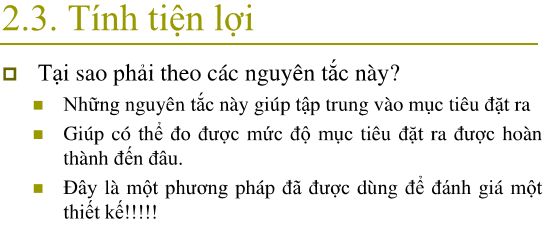 2.3. Tính tiện lợi
Tại sao phải theo các nguyên tắc này?
Những nguyên tắc này giúp tập trung vào mục tiêu đặt ra
Giúp có thể đo được mức độ mục tiêu đặt ra được hoàn
thành đến đâu.
Đây là một phương pháp đã được dùng để đánh giá một
thiết kế!!!!!